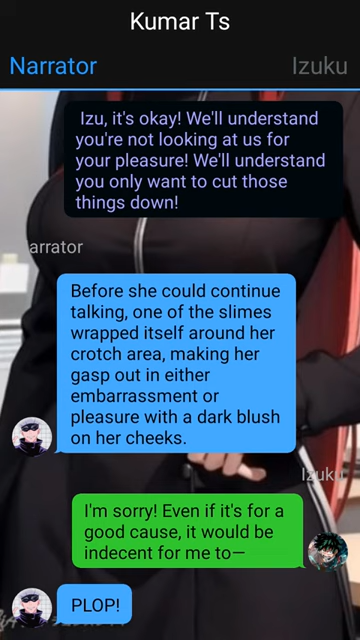 Kumar Ts
Narrator
Izuku
Izu, it's okay! We'll understand
you're not looking at us for
your pleasure! We'll understand
you only want to cut those
things down!
arrator
Before she could continue
talking, one of the slimes
wrapped itself around her
crotch area, making her
gasp out in either
embarrassment or
pleasure with a dark blush
on her cheeks.
Izuku
I'm sorry! Even if it's for a
good cause, it would be
indecent for me to—
PLOP!